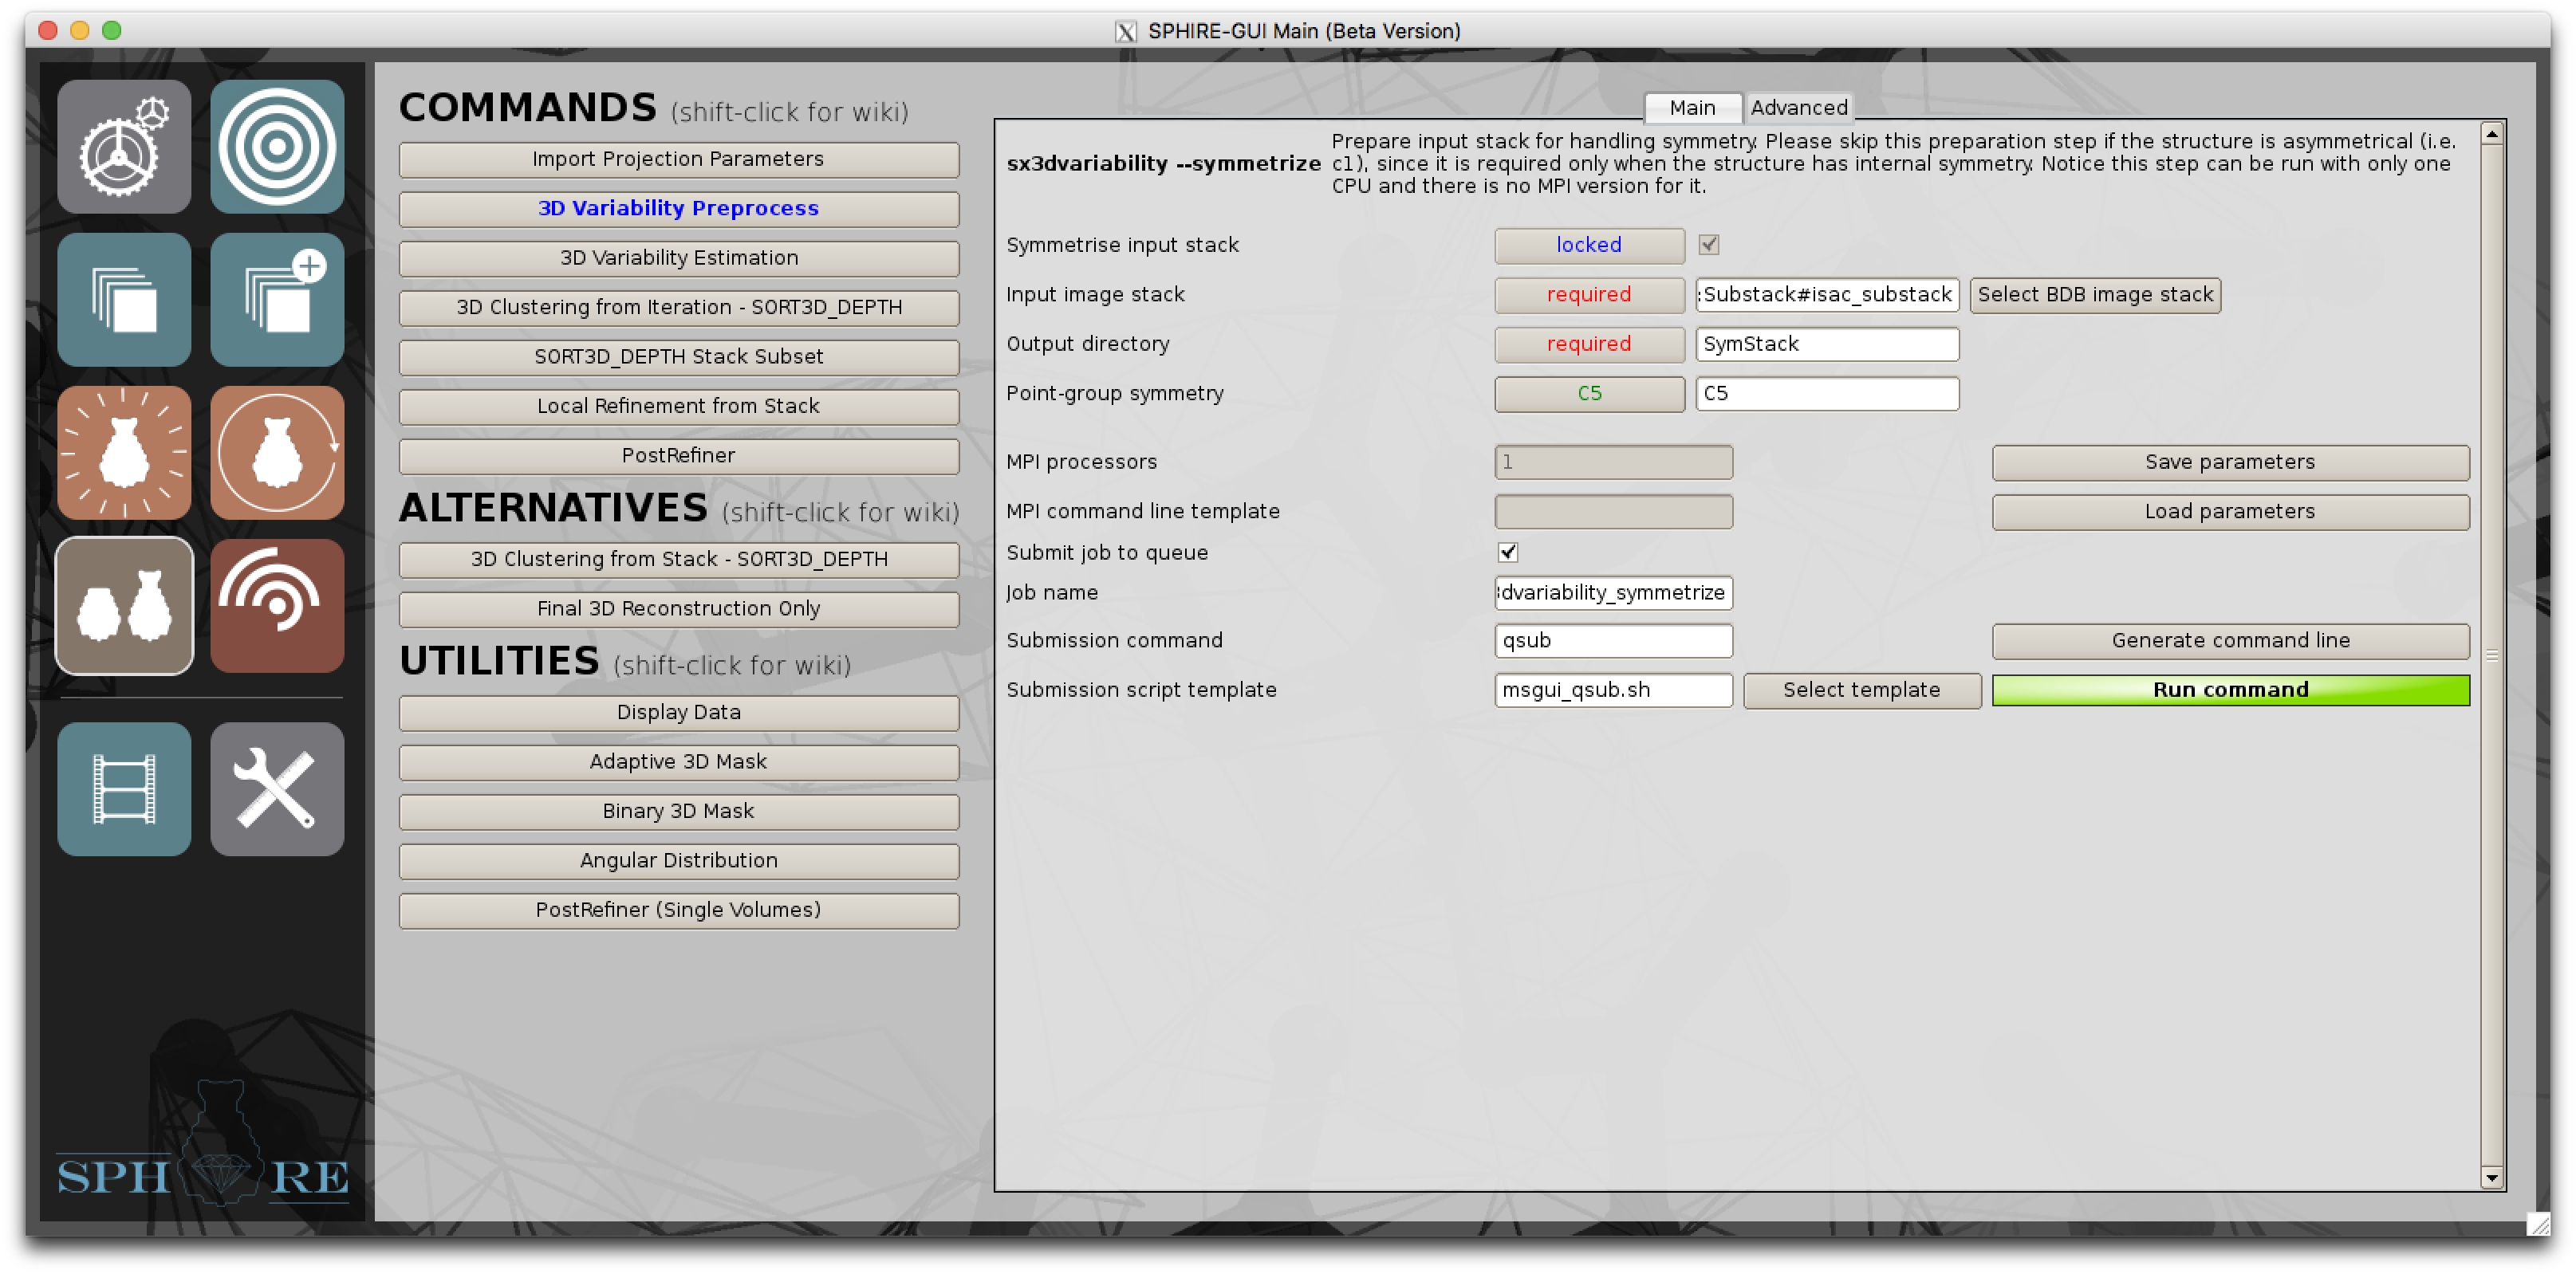 SPHIRE-GUI Main (Beta Version)
COMMANDS (shift-click for wiki)
Import Projection Parameters
3D Variability Preprocess
3D Variability Estimation
3D Clustering from Iteration - SORT3D_DEPTH
SORT3D_DEPTH Stack Subset
Local Refinement from Stack
PostRefiner
ALTERNATIVES (shift-click for wiki)
3D Clustering from Stack - SORT3D_DEPTH
Final 3D Reconstruction Only
UTILITIES (shift-click for wiki)
Display Data
Adaptive 3D Mask
Binary 3D Mask
Angular Distribution
PostRefiner (Single Volumes)
SPH RE
Main Advanced
sx3dvariability --symmetrize
Prepare input stack for handling symmetry. Please skip this preparation step if the structure is asymmetrical (i.e.
c1), since it is required only when the structure has internal symmetry. Notice this step can be run with only one
CPU and there is no MPI version for it.
Symmetrise input stack locked
Input image stack required :Substack#isac_substack Select BDB image stack
Output directory required SymStack
Point-group symmetry C5 C5
MPI processors 1 Save parameters
MPI command line template Load parameters
Submit job to queue
Job name dvariability_symmetrize
Submission command qsub Generate command line
Submission script template msgui_qsub.sh Select template Run command